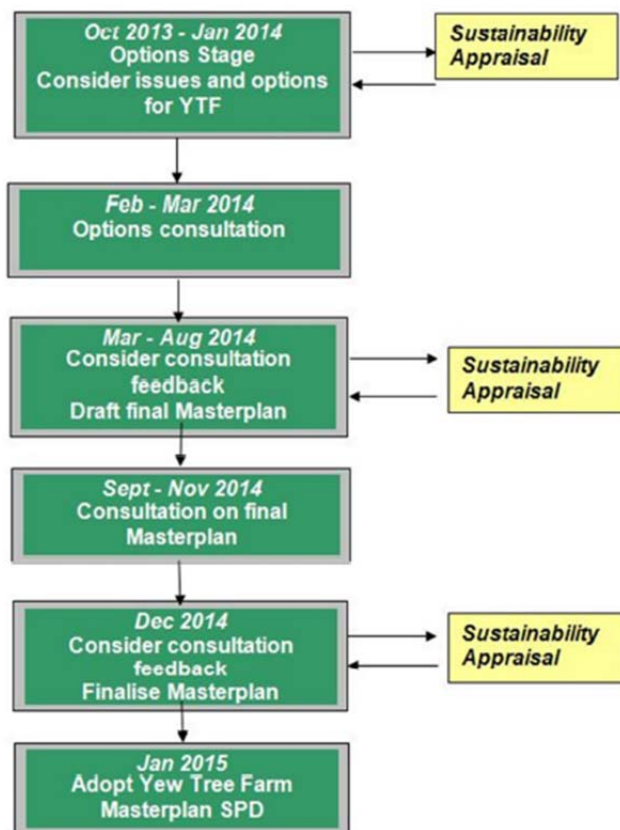 Oct 2013 - Jan 2014
Options Stage
Consider issues and options
for YTF
Sustainability
Appraisal
Feb - Mar 2014
Options consultation
Mar - Aug 2014
Consider consultation
feedback
Draft final Masterplan
Sustainability
Appraisal
Sept - Nov 2014
Consultation on final
Masterplan
Dec 2014
Consider consultation
feedback
Finalise Masterplan
Sustainability
Appraisal
Jan 2015
Adopt Yew Tree Farm
Masterplan SPD